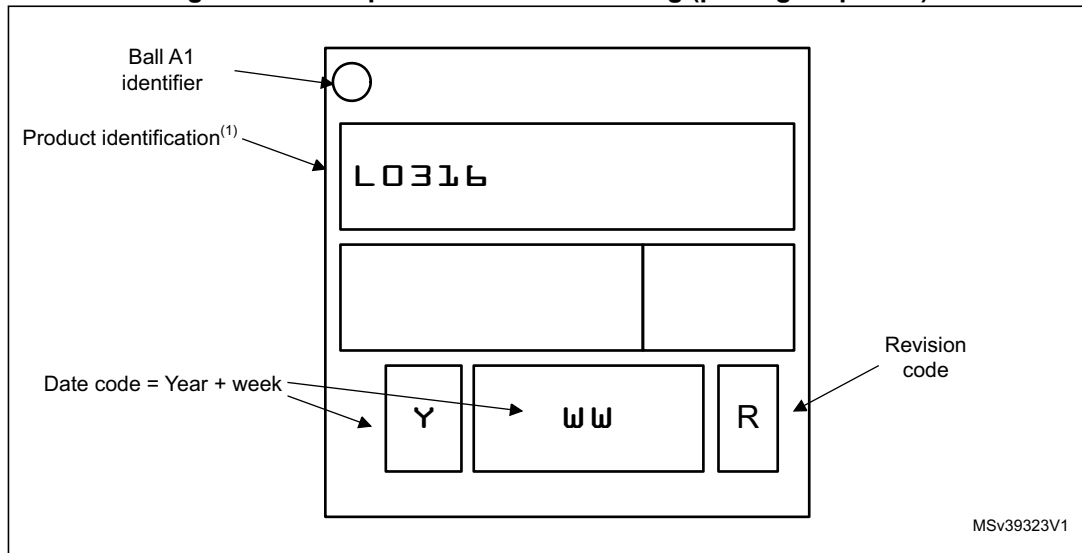 Ball A1
identifier
Product identification(1)
L0316
Date code = Year + week
Y
WW
R
Revision
code
MSv39323V1